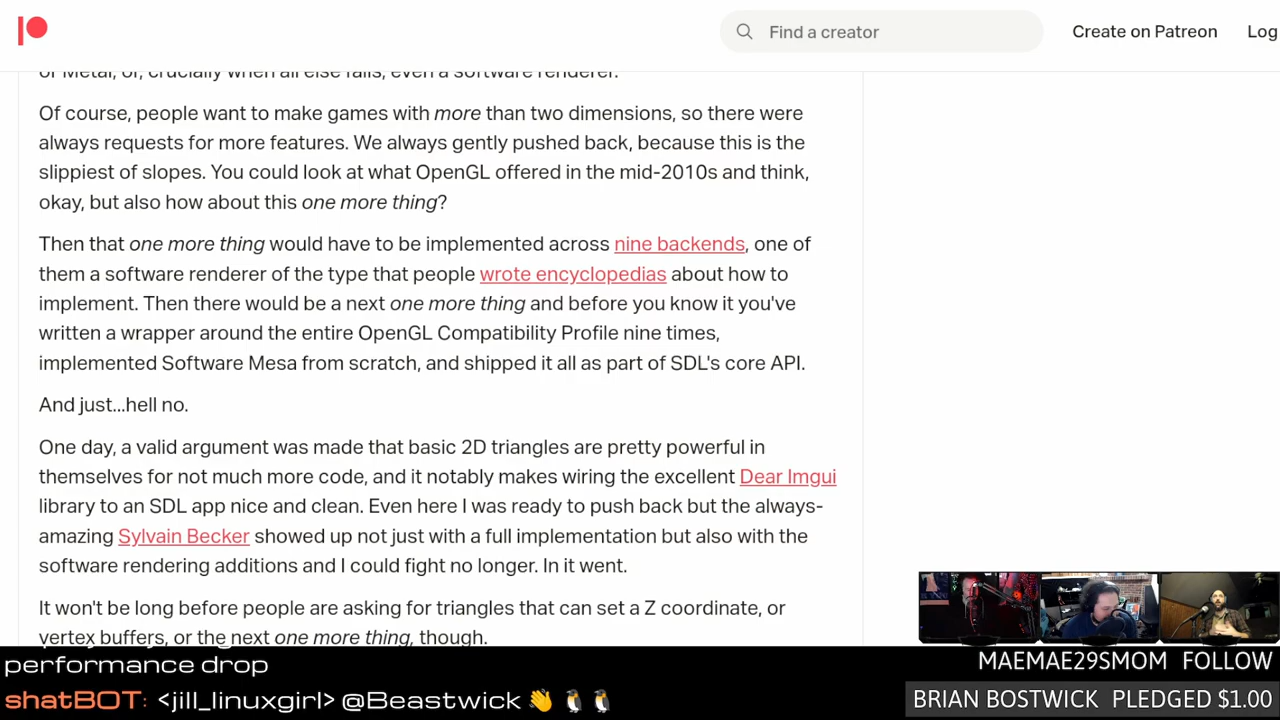 Find a creator
Create on Patreon
Log
or Metal, or, crucially when all else fails, even a software renderer.
Of course, people want to make games with more than two dimensions, so there were
always requests for more features. We always gently pushed back, because this is the
slippiest of slopes. You could look at what OpenGL offered in the mid-2010s and think,
okay, but also how about this one more thing?
Then that one more thing would have to be implemented across nine backends, one of
them a software renderer of the type that people wrote encyclopedias about how to
implement. Then there would be a next one more thing and before you know it you've
written a wrapper around the entire OpenGL Compatibility Profile nine times,
implemented Software Mesa from scratch, and shipped it all as part of SDL's core API.
And just...hell no.
One day, a valid argument was made that basic 2D triangles are pretty powerful in
themselves for not much more code, and it notably makes wiring the excellent Dear Imgui
library to an SDL app nice and clean. Even here I was ready to push back but the always-
amazing Sylvain Becker showed up not just with a full implementation but also with the
software rendering additions and I could fight no longer. In it went.
It won't be long before people are asking for triangles that can set a Z coordinate, or
vertex buffers, or the next one more thing, though.
performance drop
MAEMAE29SMOM FOLLOW
shatBOT: <jill_linuxgirl> @Beastwick 👋 🐧 🐧
BRIAN BOSTWICK PLEDGED $1.00